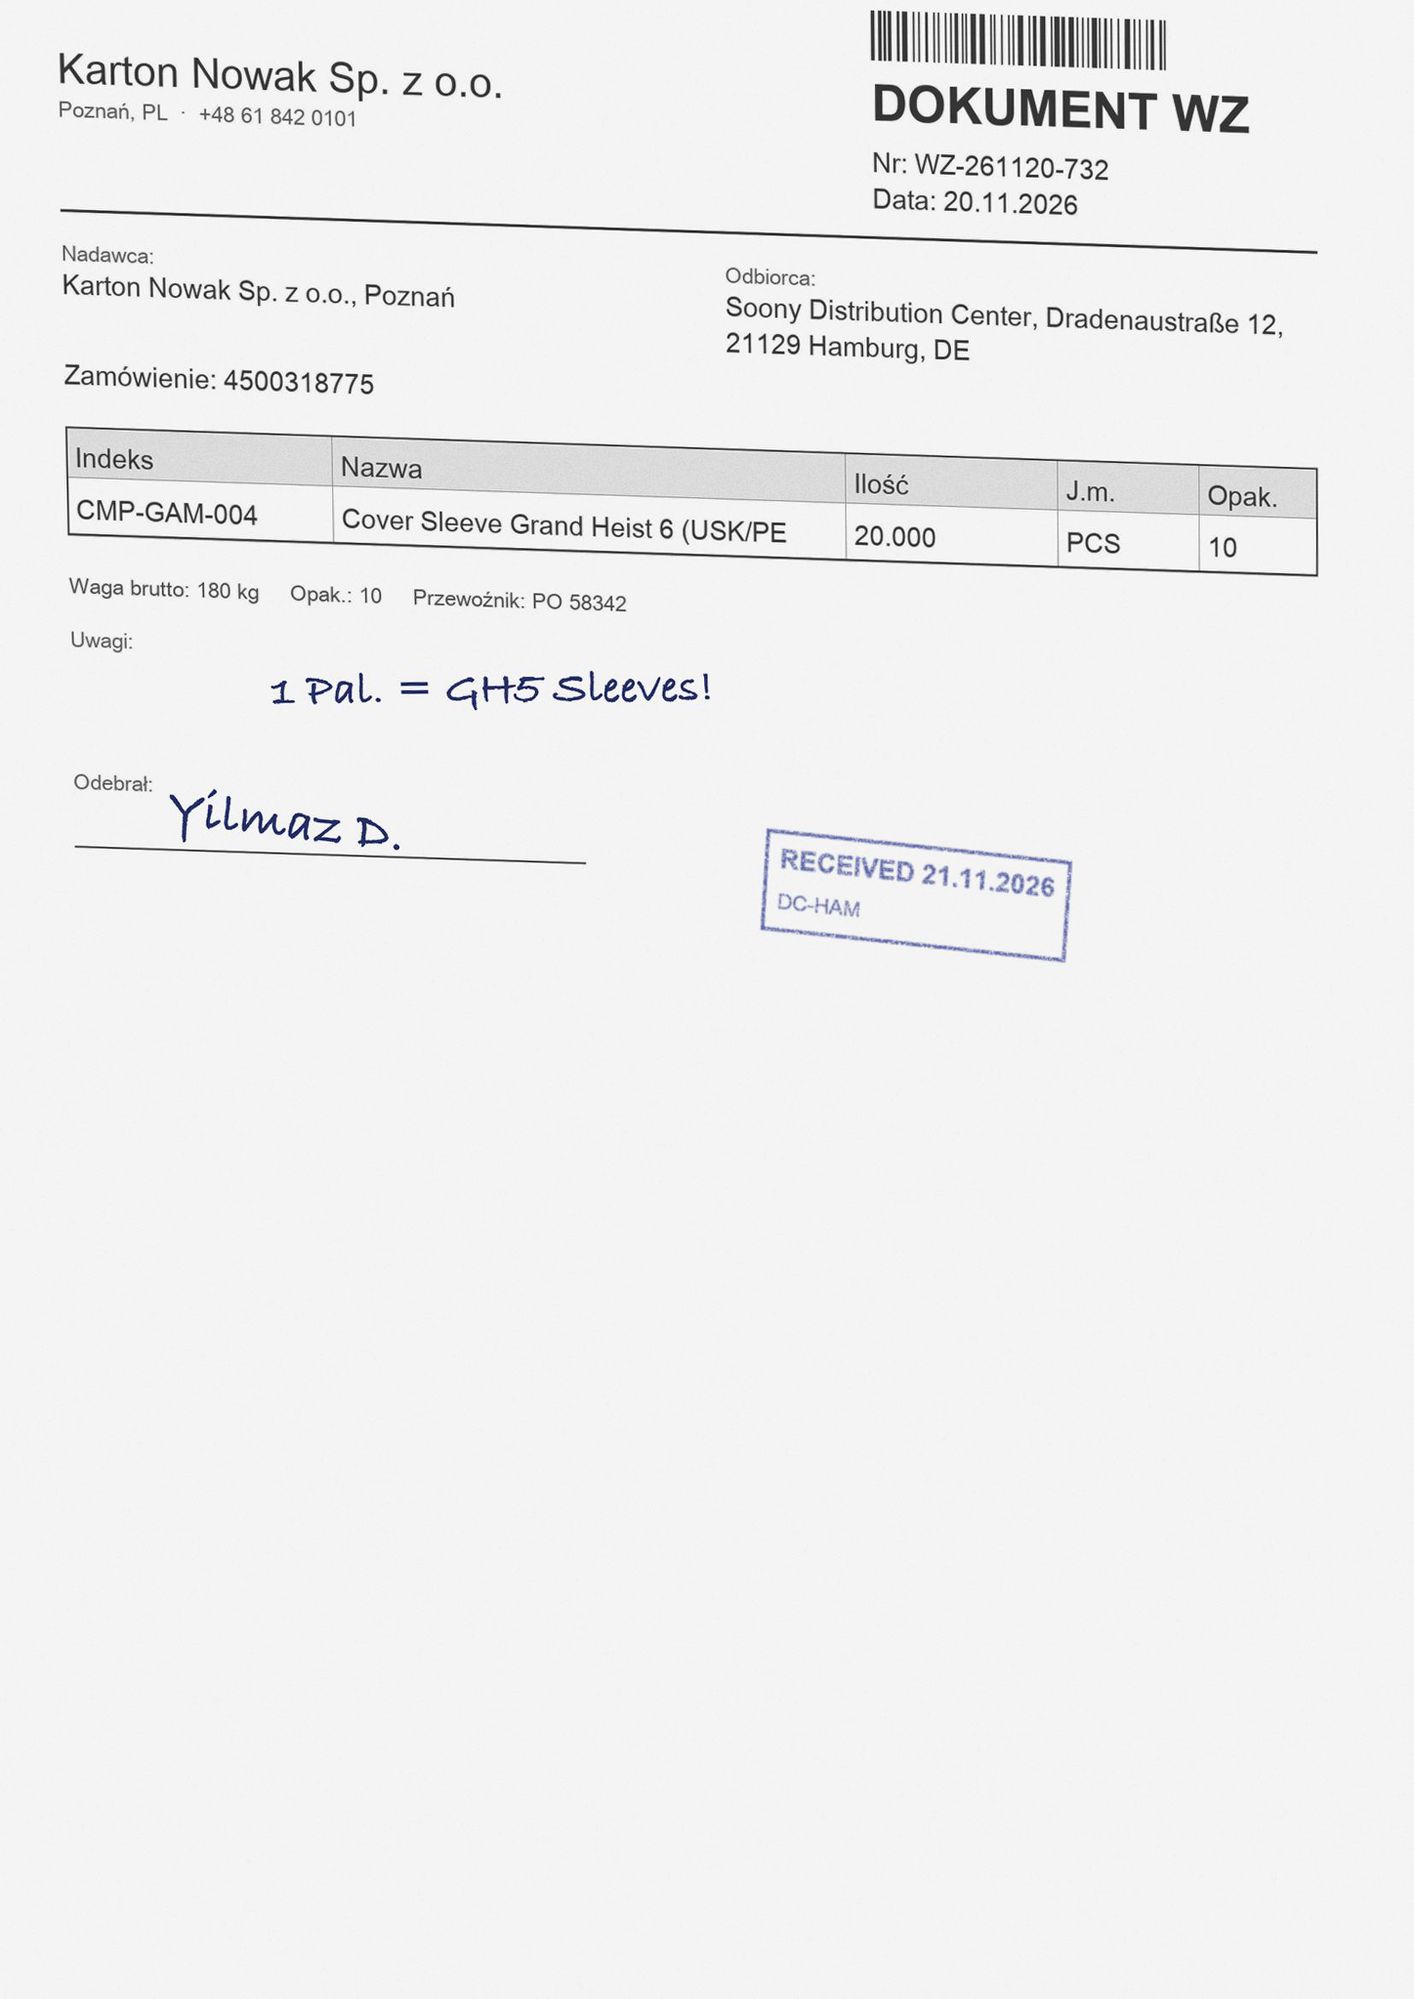 Karton Nowak Sp. z o.o.
Poznań, PL · +48 61 842 0101
DOKUMENT WZ
Nr: WZ-261120-732
Data: 20.11.2026
Nadawca:
Karton Nowak Sp. z o.o., Poznań
Odbiorca:
Soony Distribution Center, Dradenaustraße 12,
21129 Hamburg, DE
Zamówienie: 4500318775
Indeks Nazwa Ilość J.m. Opak.
CMP-GAM-004 Cover Sleeve Grand Heist 6 (USK/PE 20.000 PCS 10
Waga brutto: 180 kg Opak.: 10 Przewoźnik: PO 58342
Uwagi:
1 Pal. = GH5 Sleeves!
Odebrał:
Yilmaz D.
RECEIVED 21.11.2026
DC-HAM